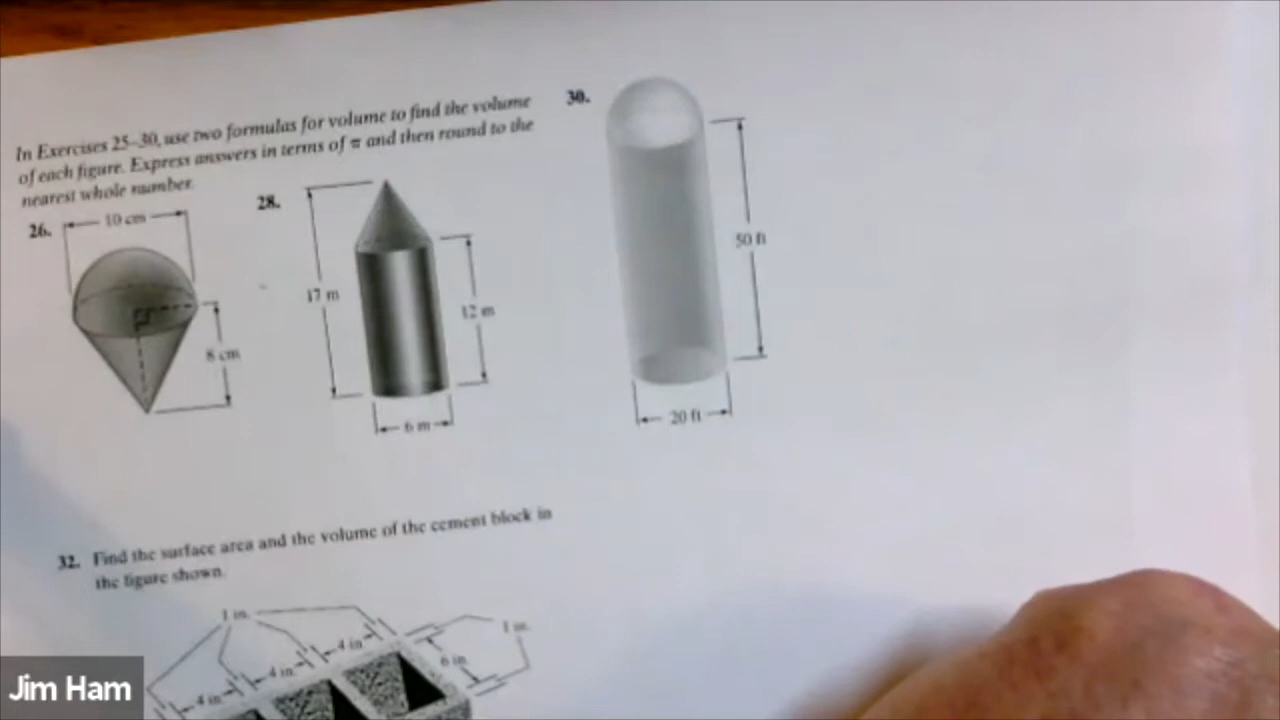 In Exercises 25–30, use two formulas for volume to find the volume
of each figure. Express answers in terms of π and then round to the
nearest whole number.
26.
10 cm
8 cm
28.
17 m
12 m
6 m
30.
50 ft
20 ft
32. Find the surface area and the volume of the cement block in
the figure shown.
1 in.
1 in.
4 in.
4 in.
4 in.
6 in.
Jim Ham